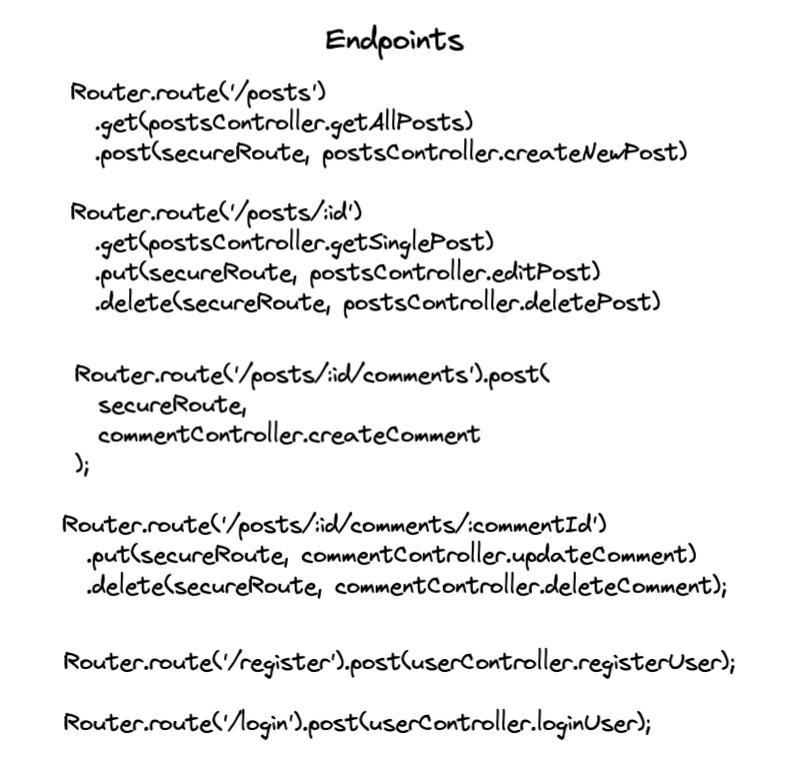 Endpoints
Router.route('/posts')
.get(postsController.getAllPosts)
.post(secureRoute, postsController.createNewPost)
Router.route('/posts/:id')
.get(postsController.getSinglePost)
.put(secureRoute, postsController.editPost)
.delete(secureRoute, postsController.deletePost)
Router.route('/posts/:id/comments').post(
secureRoute,
commentController.createComment
);
Router.route('/posts/:id/comments/:commentId')
.put(secureRoute, commentController.updateComment)
.delete(secureRoute, commentController.deleteComment);
Router.route('/register').post(userController.registerUser);
Router.route('/login').post(userController.loginUser);